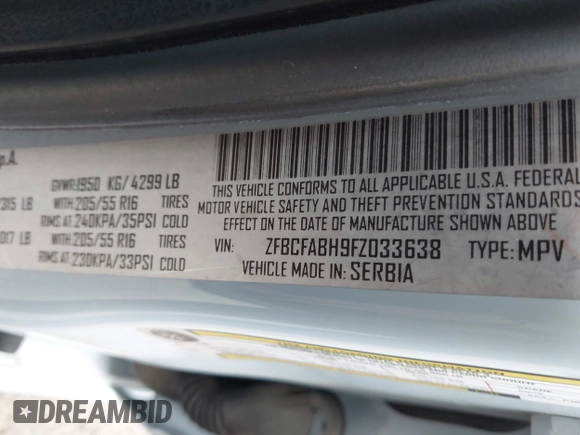 p.A.
GVWR:1950 KG/ 4299 LB
2315 LB WITH:205/55 R16
RIMS AT:240KPA/35PSI COLD
WITH:205/55 R16
RIMS AT:230KPA/33PSI COLD
THIS VEHICLE CONFORMS TO ALL APPLICABLE U.S.A. FEDERAL
MOTOR VEHICLE SAFETY AND THEFT PREVENTION STANDARDS
EFFECT ON THE DATE OF MANUFACTURE SHOWN ABOVE
VIN: ZFBCFABH9FZ033638 TYPE:MPV
VEHICLE MADE IN: SERBIA
DREAMBID